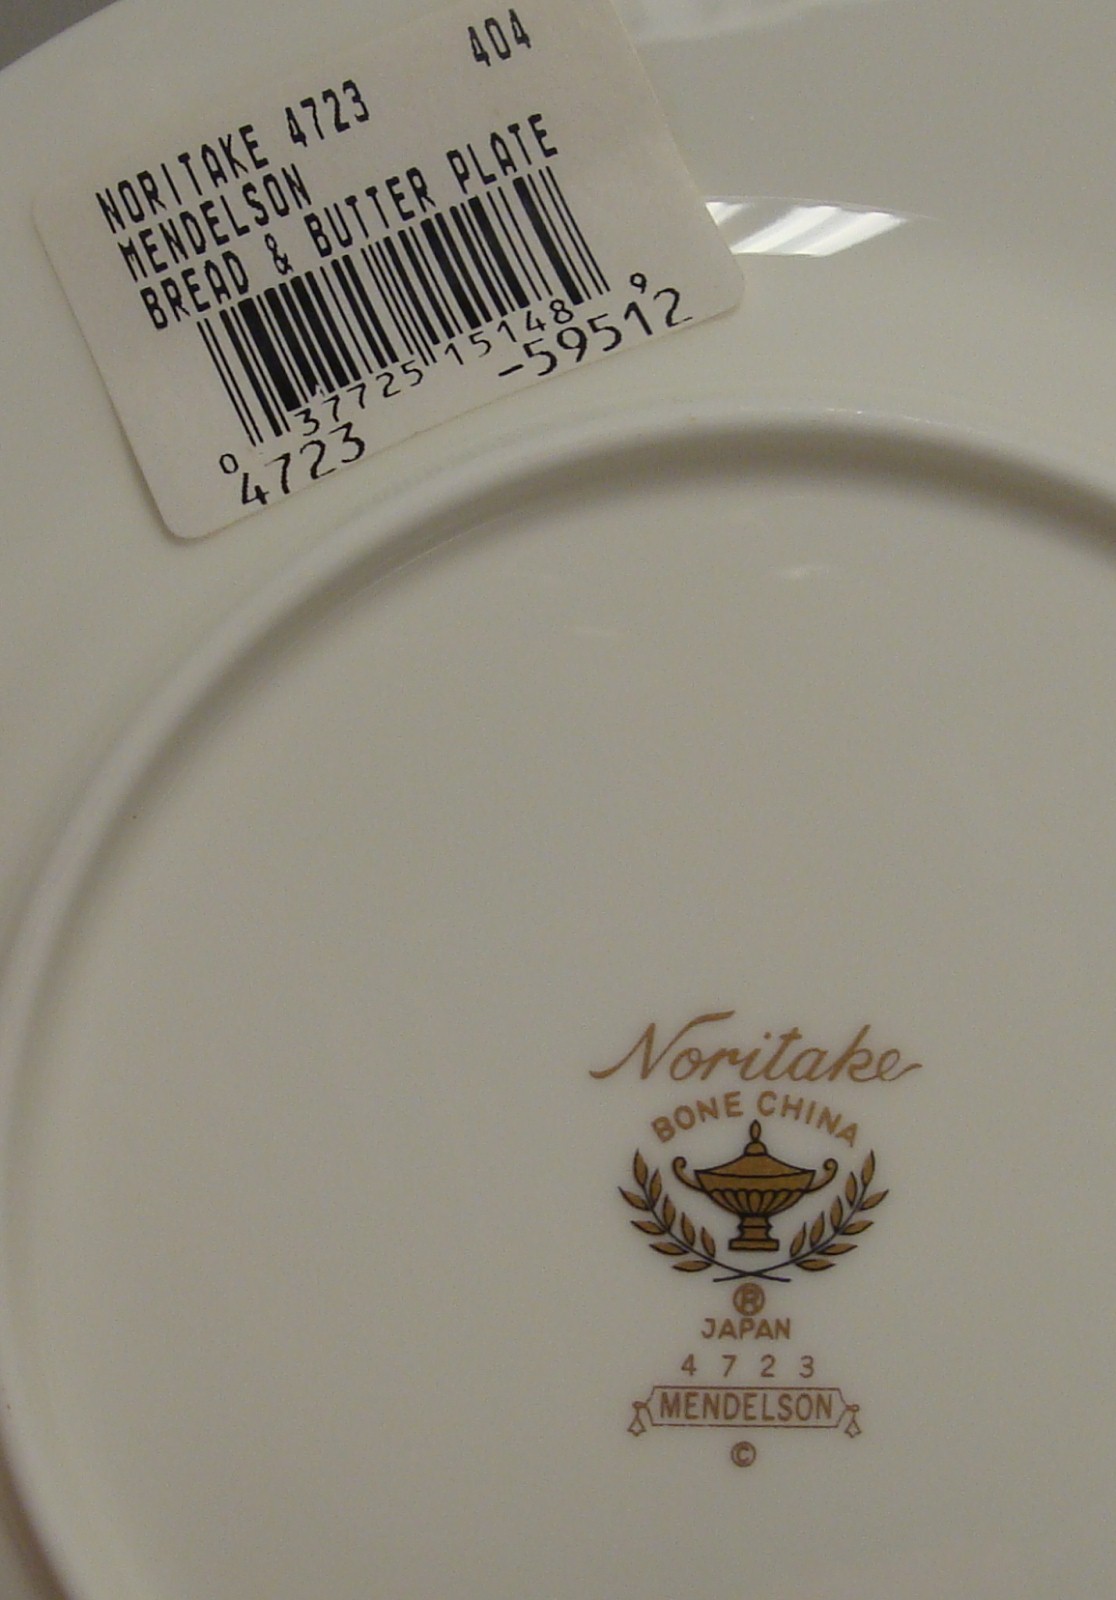 404
NORITAKE 4723
MENDELSON
BREAD & BUTTER PLATE
0 37725 15148 9
4723 -59512
Noritake
BONE CHINA
®
JAPAN
4723
MENDELSON
©